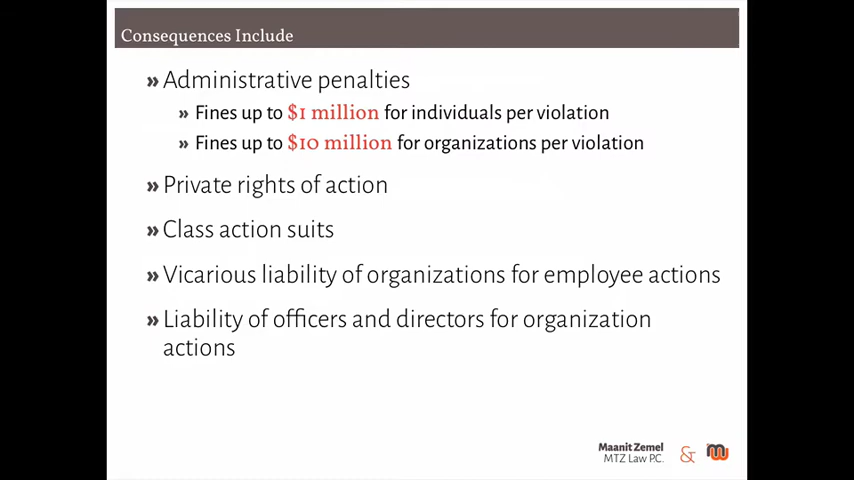 Consequences Include
» Administrative penalties
» Fines up to $1 million for individuals per violation
» Fines up to $10 million for organizations per violation
» Private rights of action
» Class action suits
» Vicarious liability of organizations for employee actions
» Liability of officers and directors for organization
actions
Maanit Zemel
MTZ Law P.C.
&